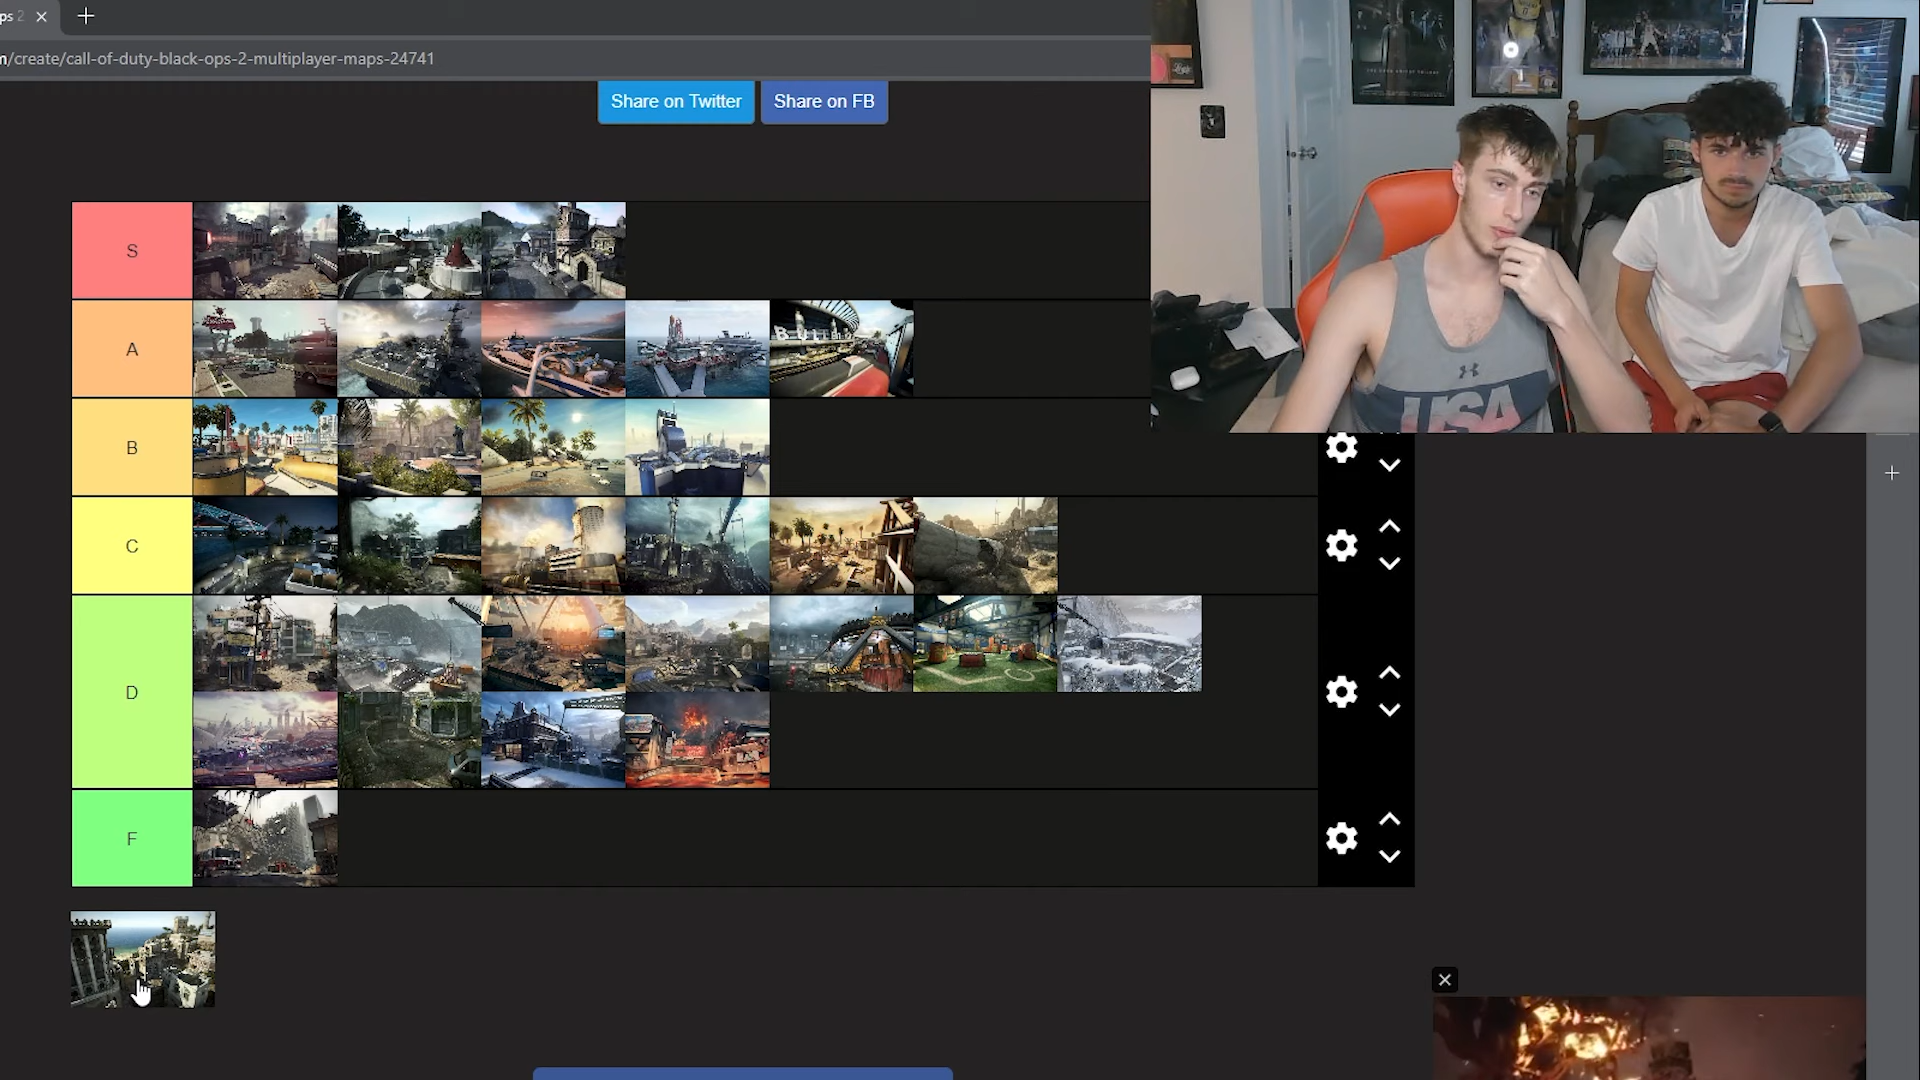 ps 2
m/create/call-of-duty-black-ops-2-multiplayer-maps-24741
Share on Twitter
Share on FB
S
A
B
C
D
F
USA